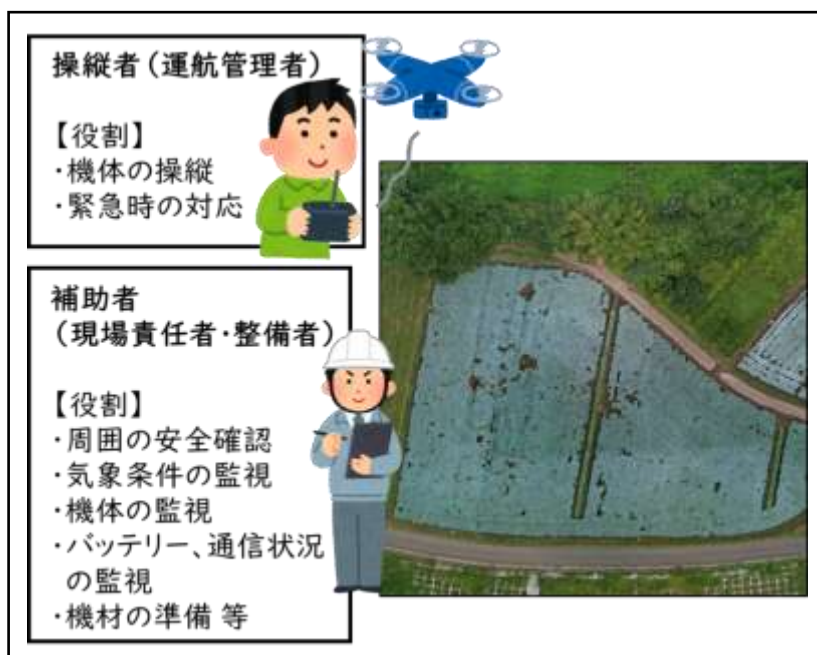 操縦者(運航管理者)
【役割】
・機体の操縦
・緊急時の対応
補助者
(現場責任者・整備者)
【役割】
・周囲の安全確認
・気象条件の監視
・機体の監視
・バッテリー、通信状況
の監視
・機材の準備 等